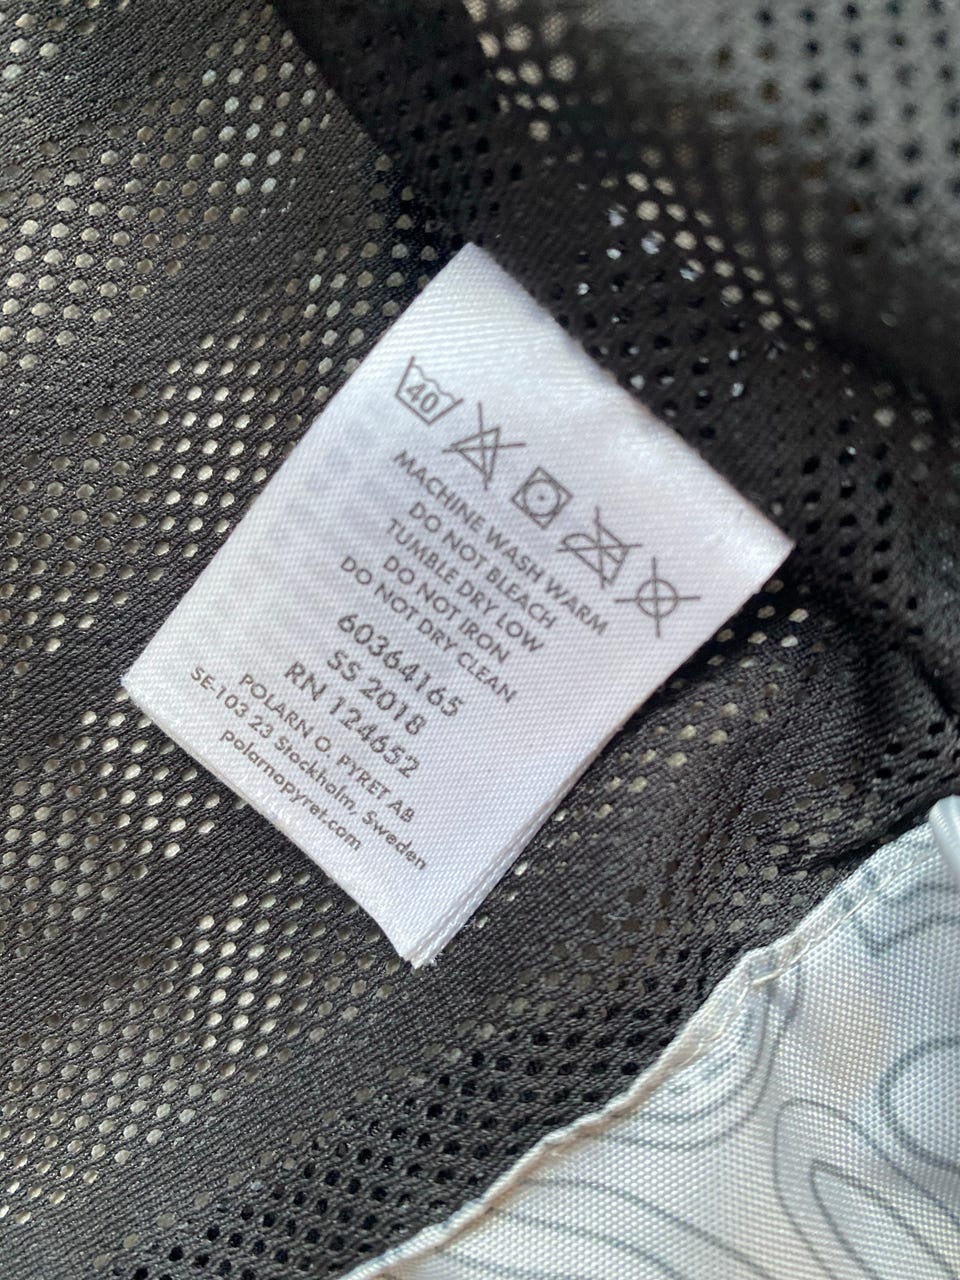 40
MACHINE WASH WARM
DO NOT BLEACH
TUMBLE DRY LOW
DO NOT IRON
DO NOT DRY CLEAN
60364165
SS 2018
RN 124652
POLARN O. PYRET AB
SE-103 23 Stockholm, Sweden
polarnopyret.com